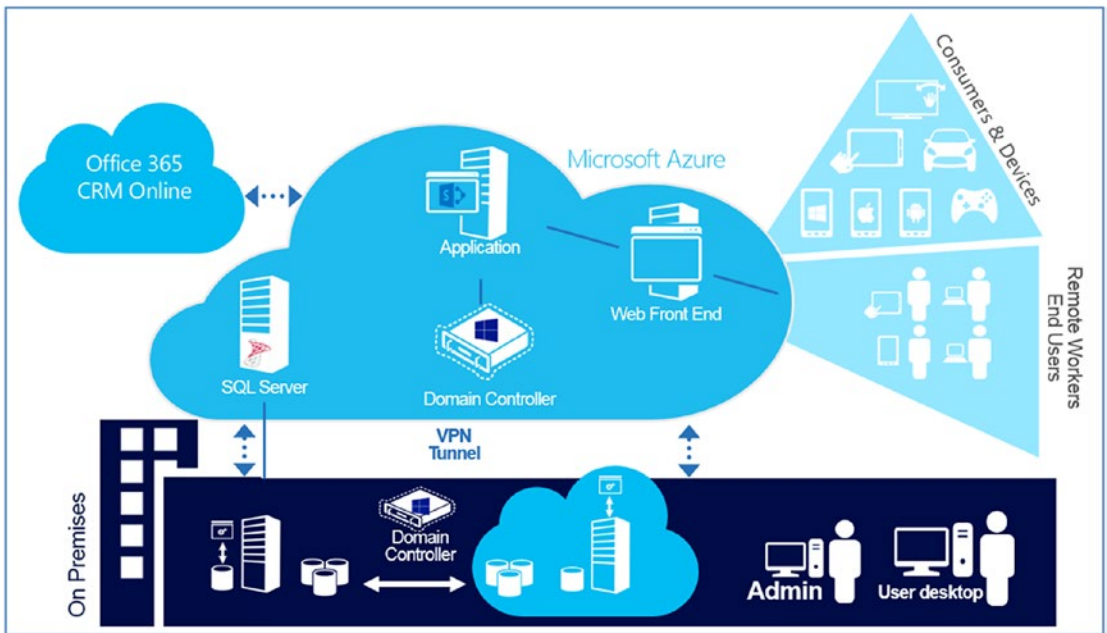 Office 365
CRM Online
Microsoft Azure
Application
Web Front End
SQL Server
Domain Controller
Consumers & Devices
Remote Workers
End Users
VPN
Tunnel
On Premises
Domain
Controller
Admin
User desktop